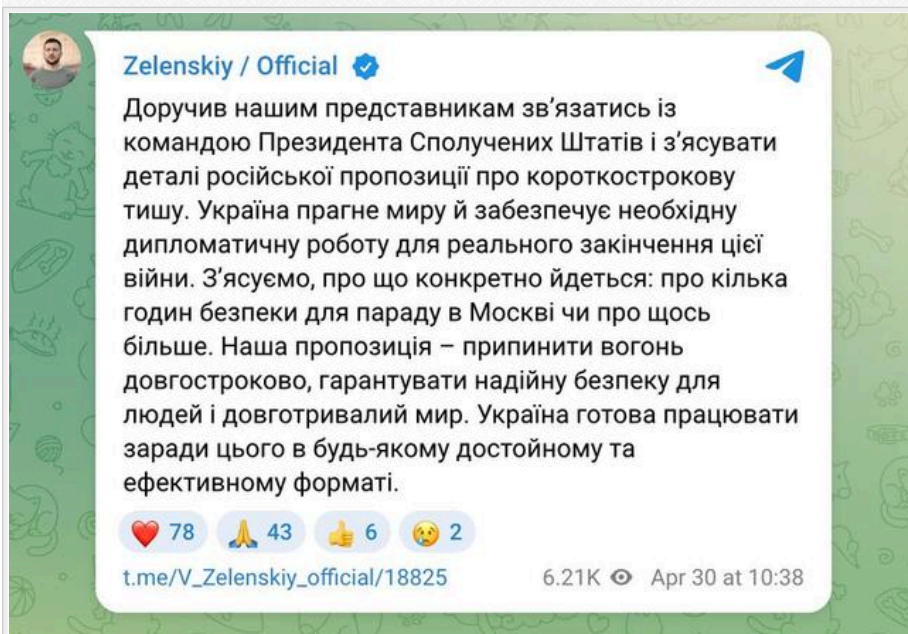 Zelenskiy / Official
Доручив нашим представникам зв’язатись із
командою Президента Сполучених Штатів і з’ясувати
деталі російської пропозиції про короткострокову
тишу. Україна прагне миру й забезпечує необхідну
дипломатичну роботу для реального закінчення цієї
війни. З’ясуємо, про що конкретно йдеться: про кілька
годин безпеки для параду в Москві чи про щось
більше. Наша пропозиція – припинити вогонь
довгостроково, гарантувати надійну безпеку для
людей і довготривалий мир. Україна готова працювати
заради цього в будь-якому достойному та
ефективному форматі.
❤️ 78 🙏 43 👍 6 😢 2
t.me/V_Zelenskiy_official/18825 6.21K Apr 30 at 10:38